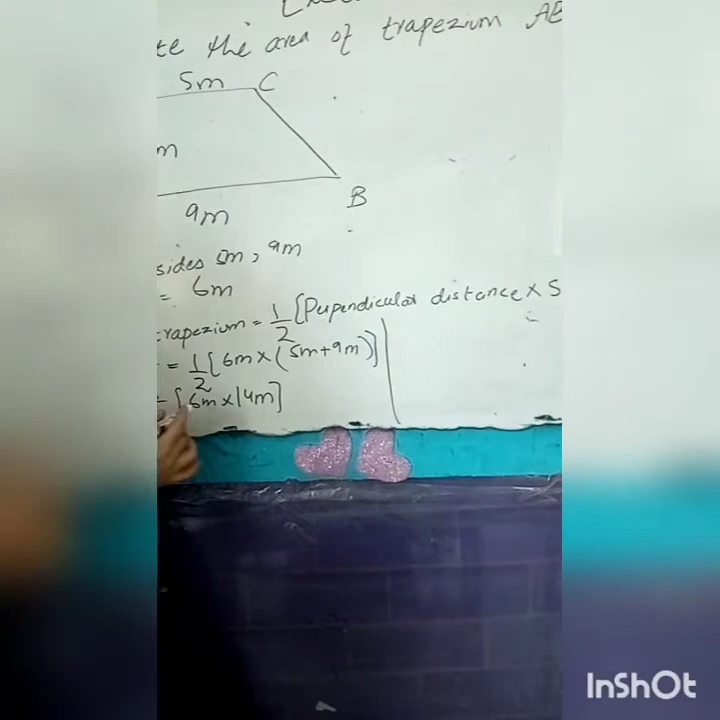 te the area of trapezium AB
5m C
m
9m B
sides 5m, 9m
= 6m
trapezium = 1/2 [Perpendicular distance × S
= 1/2 [6m × (5m+9m)]
= [6m × 14m]
InShOt